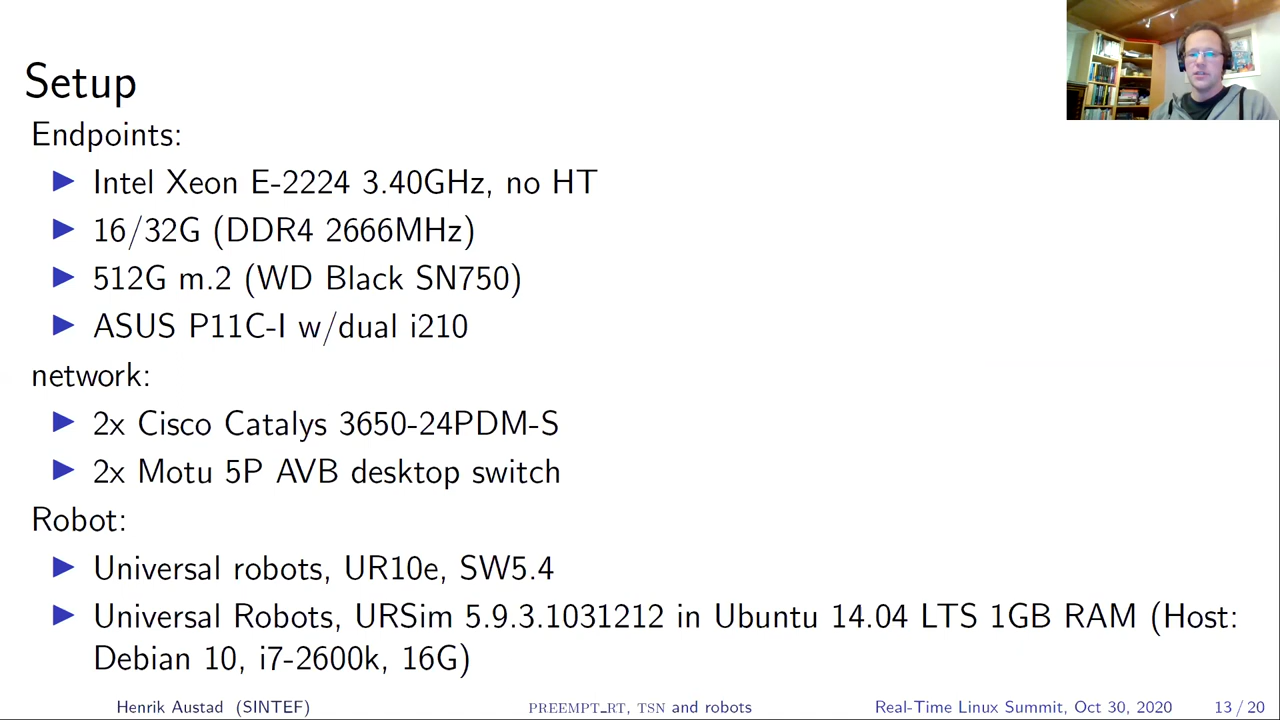 Setup
Endpoints:
Intel Xeon E-2224 3.40GHz, no HT
16/32G (DDR4 2666MHz)
512G m.2 (WD Black SN750)
ASUS P11C-I w/dual i210
network:
2x Cisco Catalys 3650-24PDM-S
2x Motu 5P AVB desktop switch
Robot:
Universal robots, UR10e, SW5.4
Universal Robots, URSim 5.9.3.1031212 in Ubuntu 14.04 LTS 1GB RAM (Host:
Debian 10, i7-2600k, 16G)
Henrik Austad (SINTEF) PREEMPT_RT, TSN and robots Real-Time Linux Summit, Oct 30, 2020 13 / 20